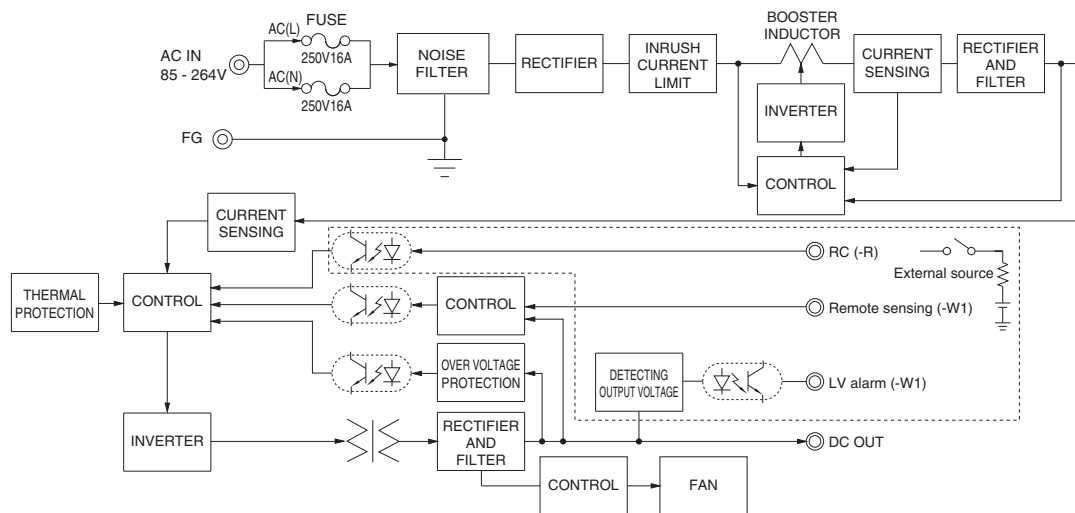 FUSE
BOOSTER
INDUCTOR
AC IN
85 - 264V
AC(L)
250V16A
AC(N)
250V16A
NOISE
FILTER
RECTIFIER
INRUSH
CURRENT
LIMIT
CURRENT
SENSING
RECTIFIER
AND
FILTER
INVERTER
FG
CONTROL
CURRENT
SENSING
RC (-R)
External source
THERMAL
PROTECTION
CONTROL
CONTROL
Remote sensing (-W1)
OVER VOLTAGE
PROTECTION
DETECTING
OUTPUT VOLTAGE
LV alarm (-W1)
INVERTER
RECTIFIER
AND
FILTER
DC OUT
CONTROL
FAN